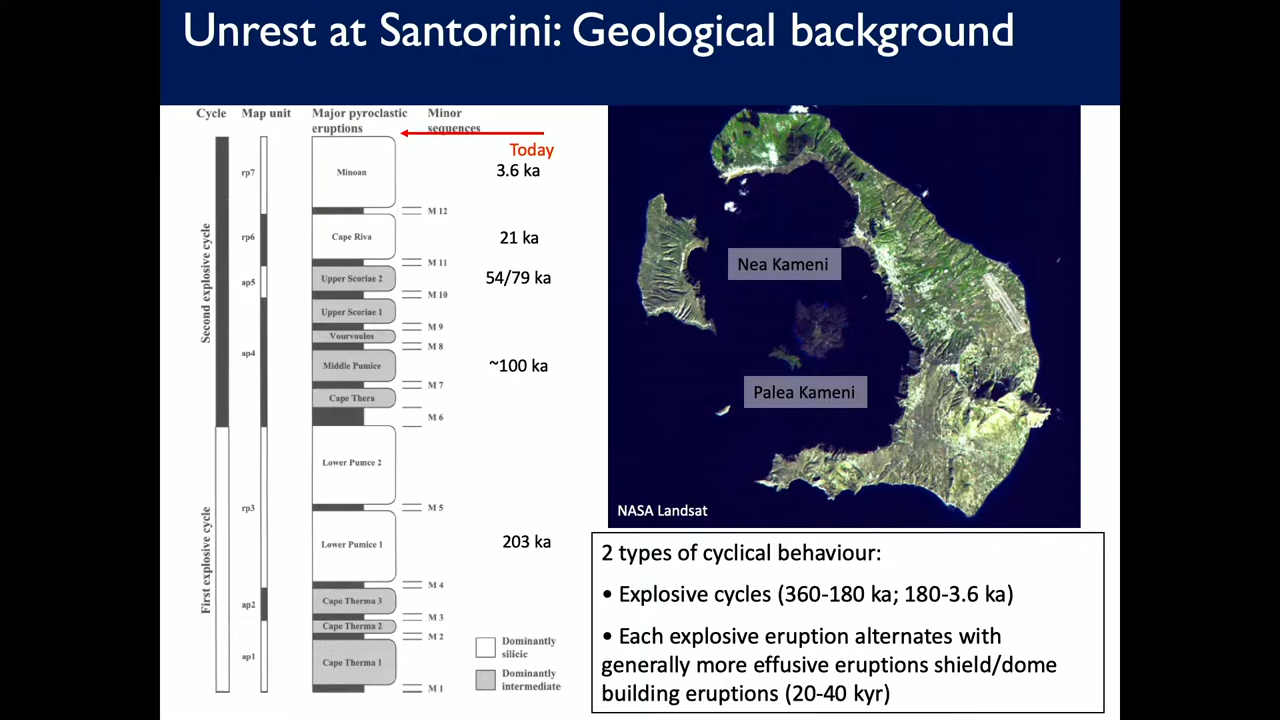 Unrest at Santorini: Geological background
Cycle
Map unit
Major pyroclastic
eruptions
Minor
sequences
Today
Second explosive cycle
First explosive cycle
rp7
Minoan
3.6 ka
M 12
rp6
Cape Riva
21 ka
M 11
ap5
Upper Scoriae 2
54/79 ka
M 10
Upper Scoriae 1
M 9
Vourvoulos
M 8
ap4
Middle Pumice
~100 ka
M 7
Cape Thera
M 6
Lower Pumce 2
rp3
M 5
Lower Pumice 1
203 ka
M 4
ap2
Cape Therma 3
M 3
Cape Therma 2
M 2
ap1
Cape Therma 1
M 1
Dominantly
silicic
Dominantly
intermediate
Nea Kameni
Palea Kameni
NASA Landsat
2 types of cyclical behaviour:
• Explosive cycles (360-180 ka; 180-3.6 ka)
• Each explosive eruption alternates with
generally more effusive eruptions shield/dome
building eruptions (20-40 kyr)